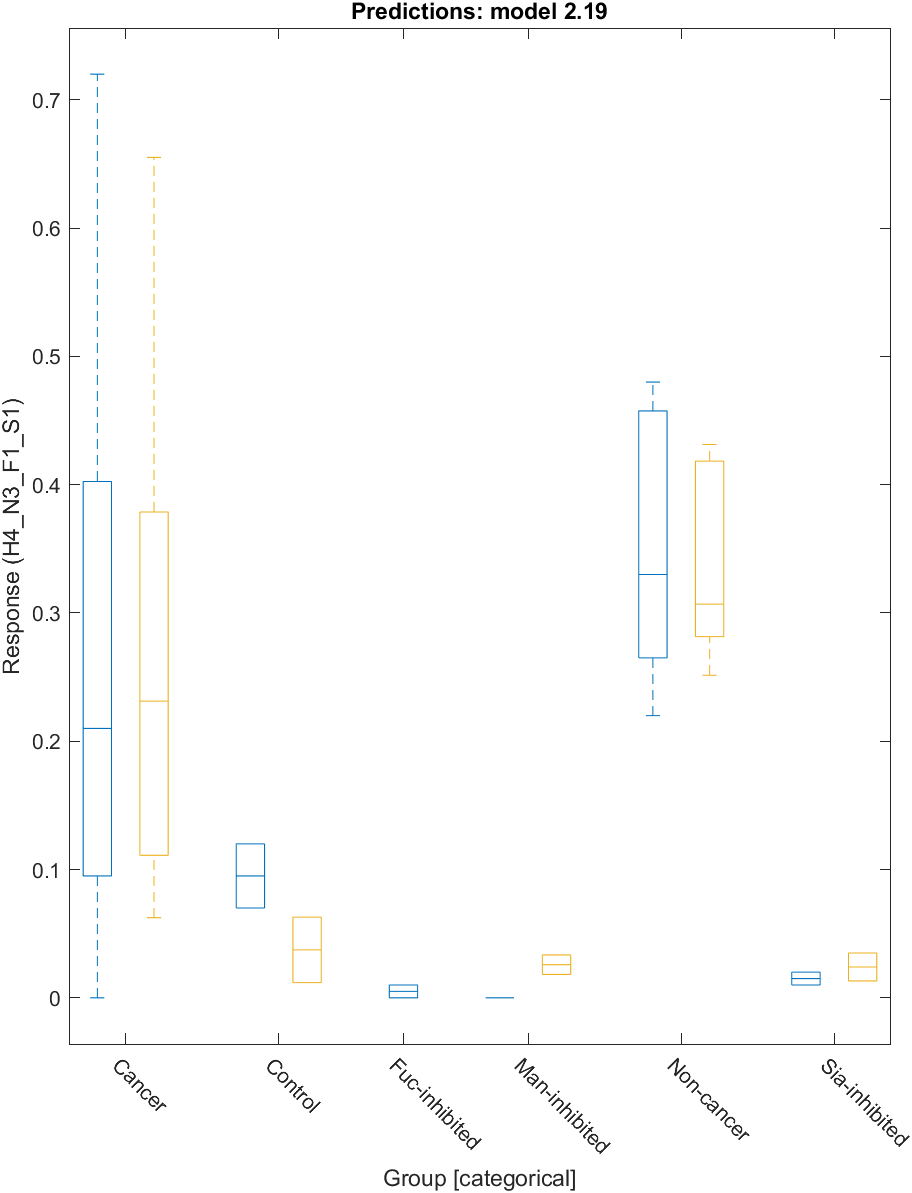 Predictions: model 2.19
Response (H4_N3_F1_S1)
0.7
0.6
0.5
0.4
0.3
0.2
0.1
0
Cancer
Control
Fuc-inhibited
Man-inhibited
Non-cancer
Sia-inhibited
Group [categorical]